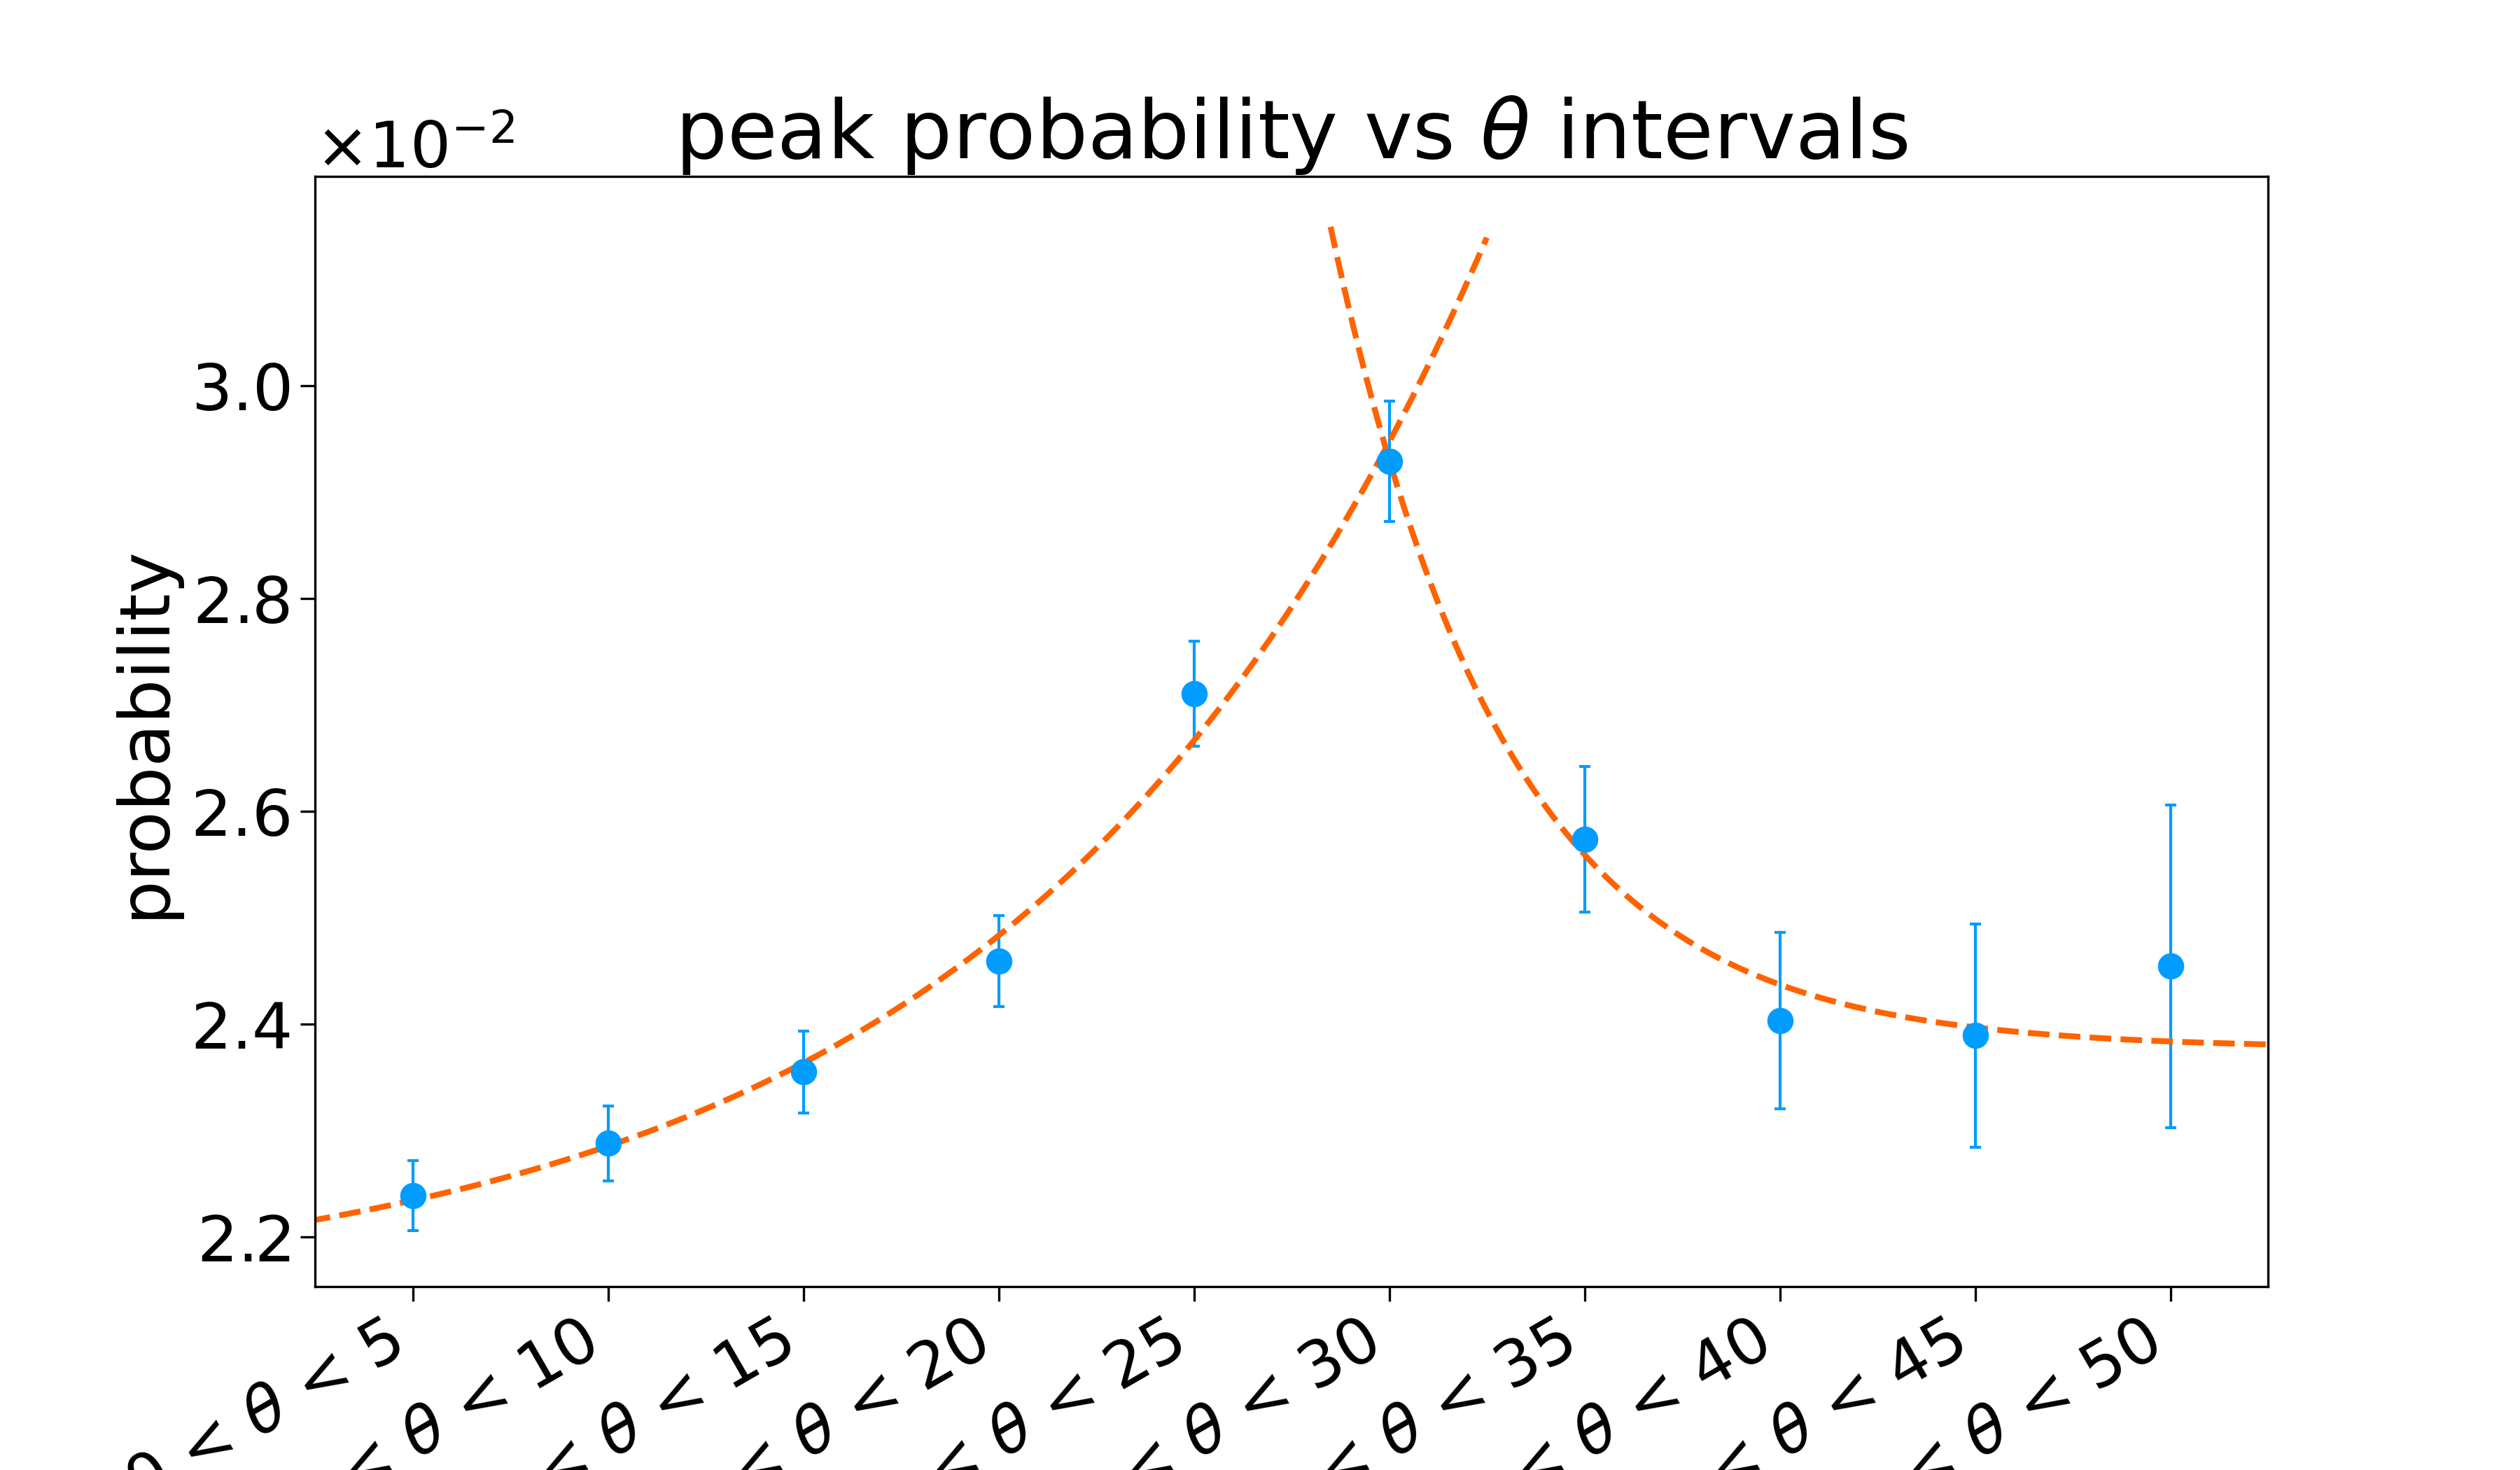 ×10⁻²
peak probability vs θ intervals
probability
3.0
2.8
2.6
2.4
2.2
0 < θ < 5
< θ < 10
< θ < 15
< θ < 20
< θ < 25
< θ < 30
< θ < 35
< θ < 40
< θ < 45
< θ < 50